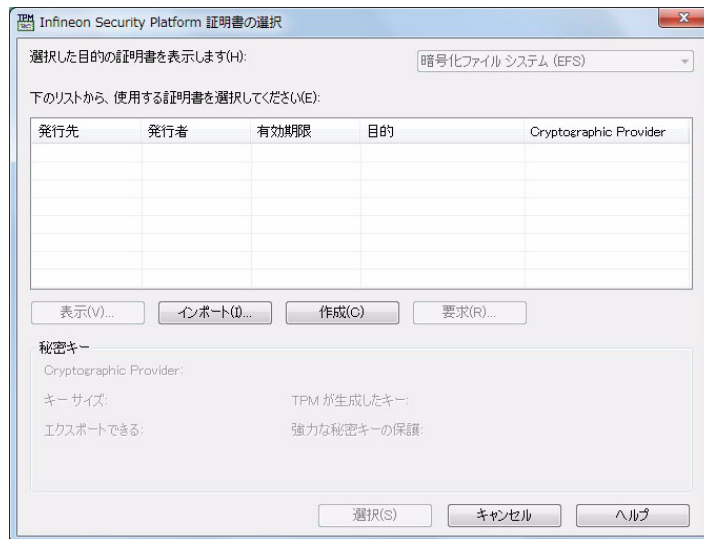 Infineon Security Platform 証明書の選択
選択した目的の証明書を表示します(H): 暗号化ファイル システム (EFS)
下のリストから、使用する証明書を選択してください(E):
発行先 発行者 有効期限 目的 Cryptographic Provider
表示(V)... インポート(I)... 作成(C) 要求(R)...
秘密キー
Cryptographic Provider:
キー サイズ: TPM が生成したキー:
エクスポートできる: 強力な秘密キーの保護:
選択(S) キャンセル ヘルプ